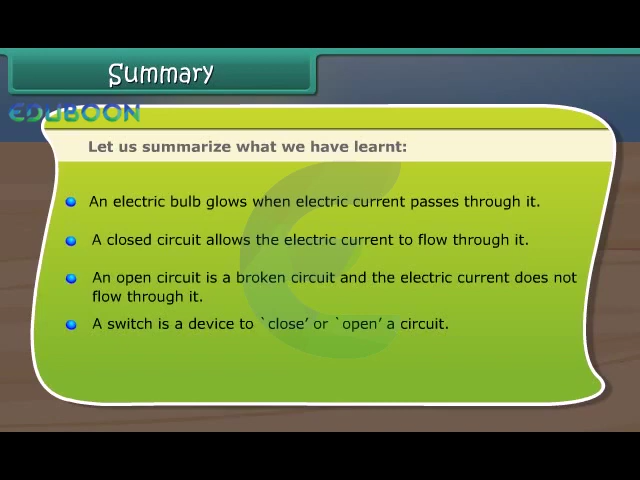 Summary
EDUBOON
Let us summarize what we have learnt:
An electric bulb glows when electric current passes through it.
A closed circuit allows the electric current to flow through it.
An open circuit is a broken circuit and the electric current does not
flow through it.
A switch is a device to `close’ or `open’ a circuit.